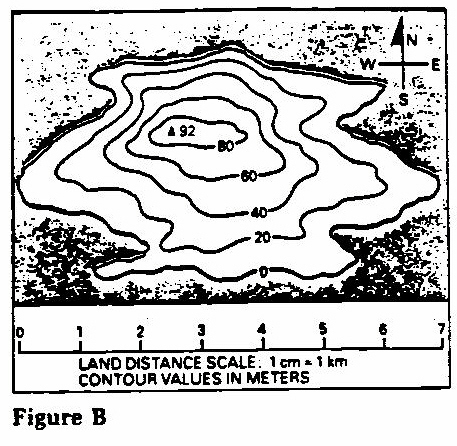 N
W E
S
▲ 92
80
60
40
20
0
0 1 2 3 4 5 6 7
LAND DISTANCE SCALE: 1 cm = 1 km
CONTOUR VALUES IN METERS
Figure B